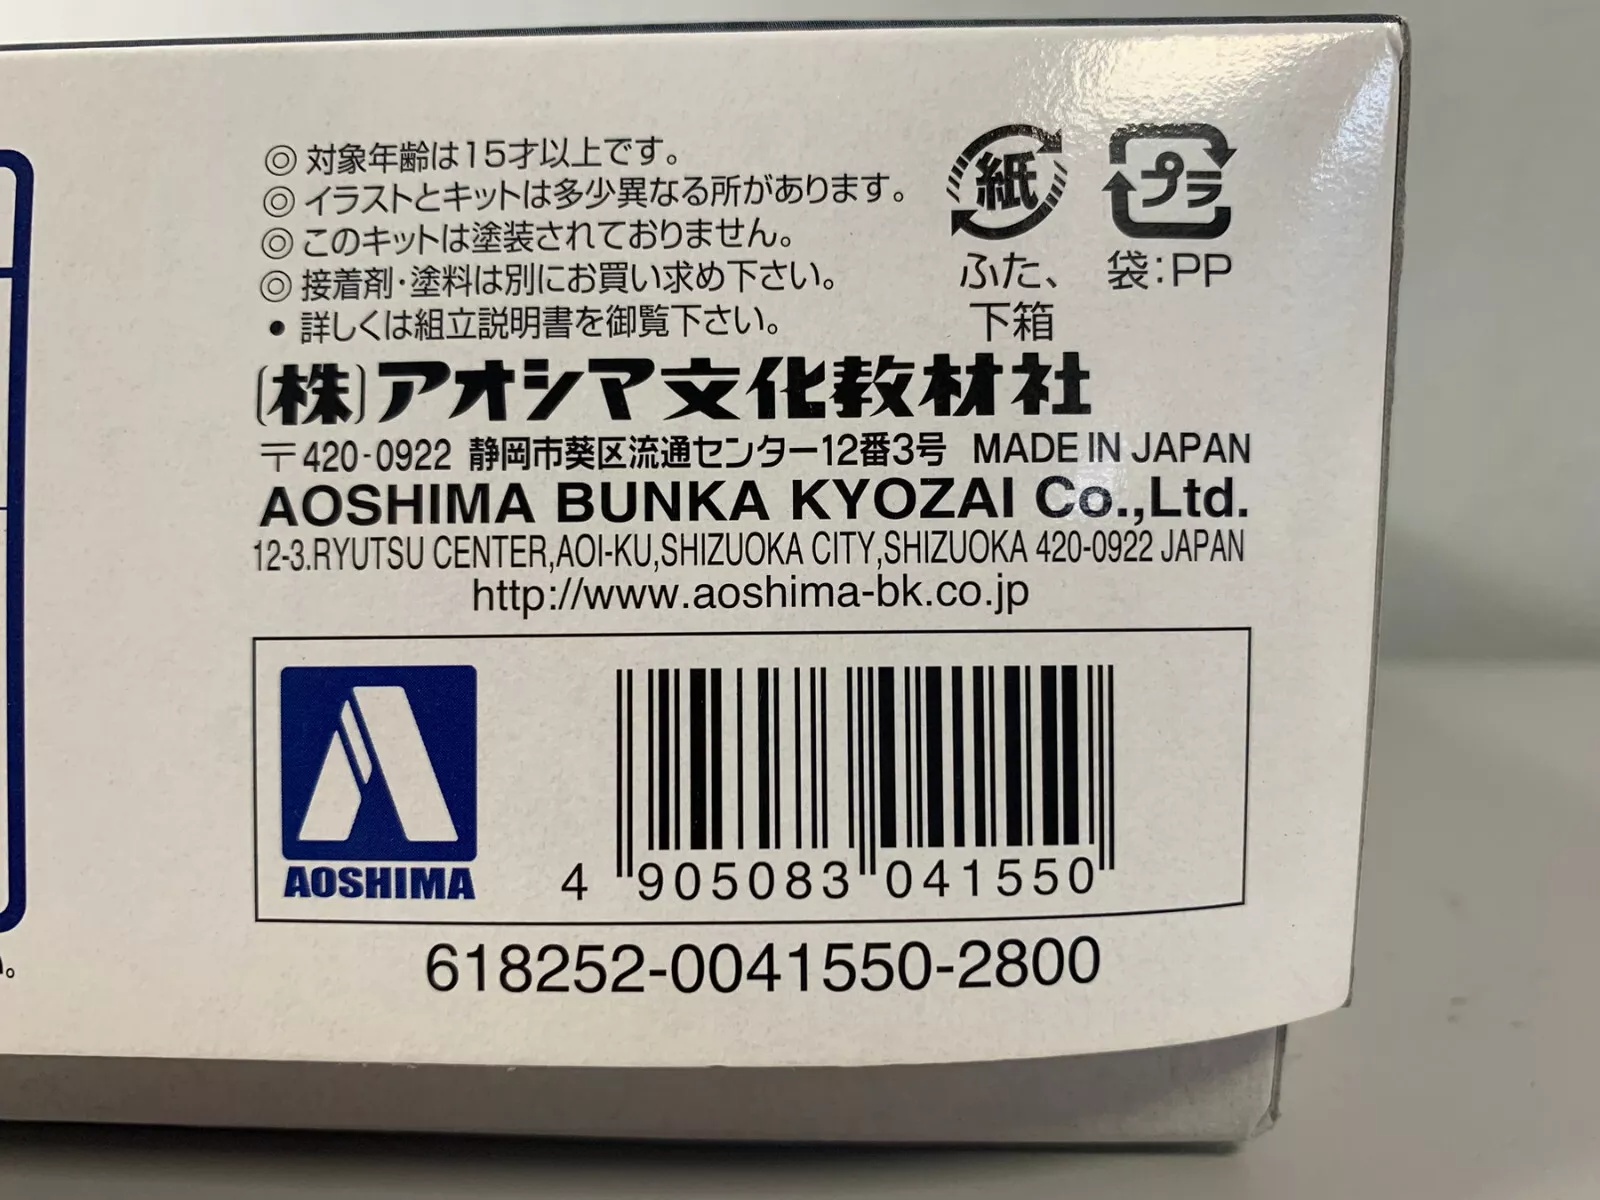 ◎ 対象年齢は15才以上です。
◎ イラストとキットは多少異なる所があります。
◎ このキットは塗装されておりません。
◎ 接着剤・塗料は別にお買い求め下さい。
• 詳しくは組立説明書を御覧下さい。
紙
ふた、
下箱
プラ
袋:PP
(株)アオシマ文化教材社
〒420-0922 静岡市葵区流通センター12番3号 MADE IN JAPAN
AOSHIMA BUNKA KYOZAI Co.,Ltd.
12-3.RYUTSU CENTER,AOI-KU,SHIZUOKA CITY,SHIZUOKA 420-0922 JAPAN
http://www.aoshima-bk.co.jp
AOSHIMA
4 905083 041550
618252-0041550-2800